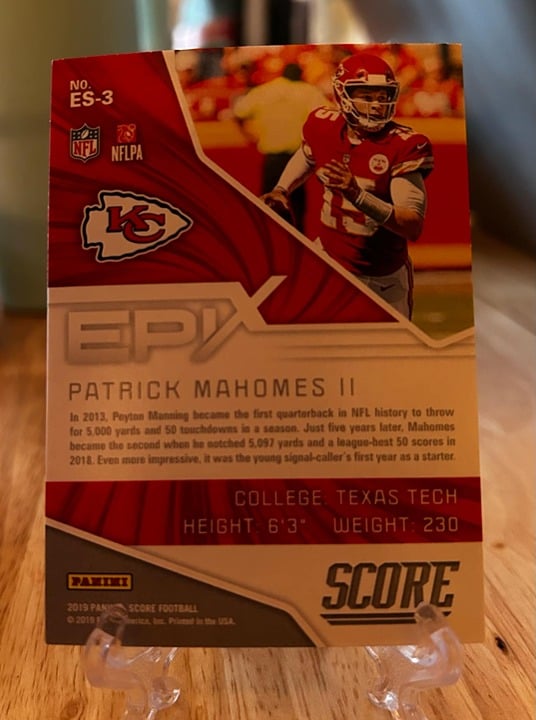 No.
ES-3
NFL
NFLPA
KC
15
EPIX
PATRICK MAHOMES II
In 2013, Peyton Manning became the first quarterback in NFL history to throw
for 5,000 yards and 50 touchdowns in a season. Just five years later, Mahomes
became the second when he notched 5,097 yards and a league-best 50 scores in
2018. Even more impressive, it was the young signal-caller's first year as a starter.
COLLEGE: TEXAS TECH
HEIGHT: 6'3" WEIGHT: 230
PANINI
SCORE
2019 PANINI SCORE FOOTBALL
© 2019 America, Inc. Printed in the USA.